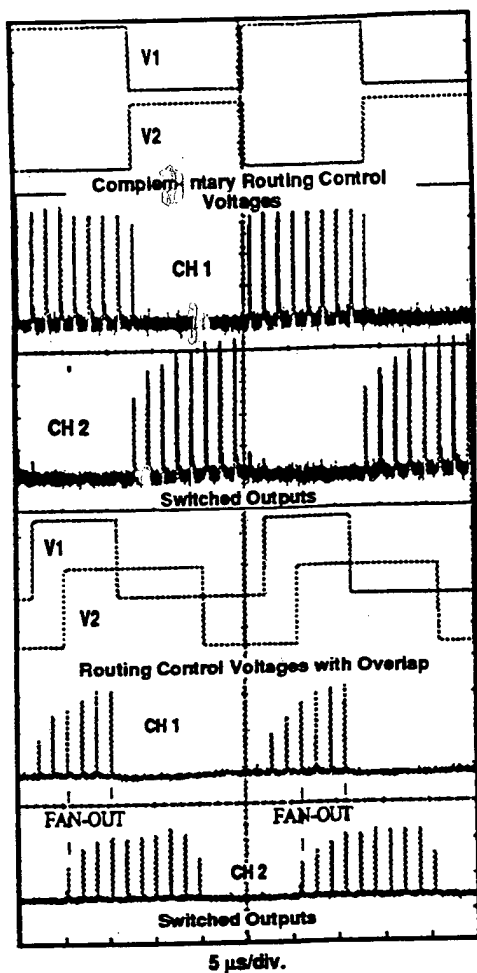 V1
V2
Complementary Routing Control
Voltages
CH 1
CH 2
Switched Outputs
V1
V2
Routing Control Voltages with Overlap
CH 1
FAN-OUT FAN-OUT
CH 2
Switched Outputs
5 µs/div.